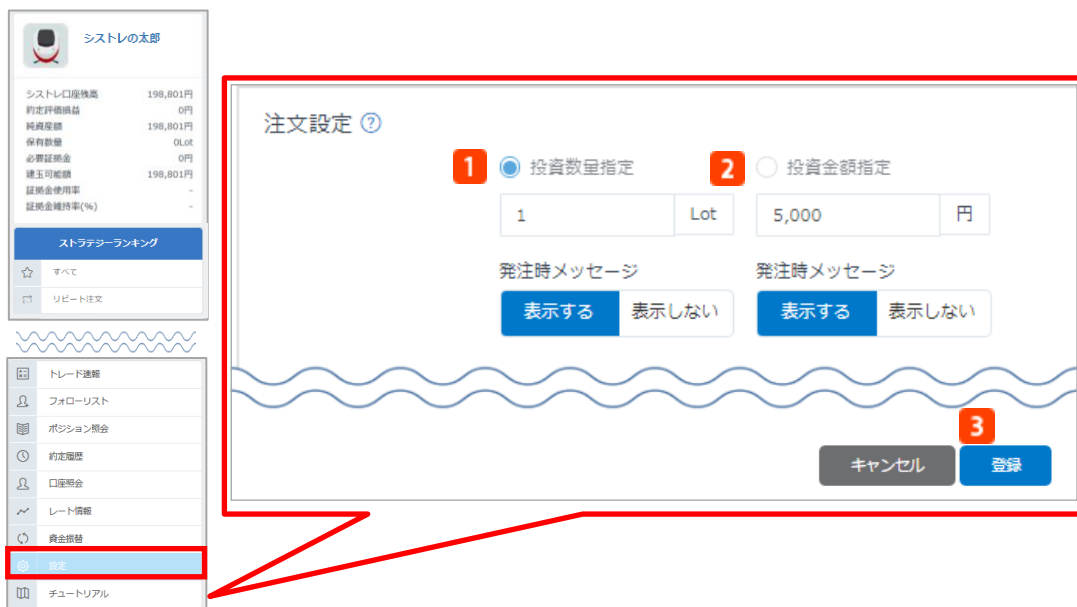 シストレの太郎
シストレ口座残高 198,801円
約定評価損益 0円
純資産額 198,801円
保有数量 0Lot
必要証拠金 0円
建玉可能額 198,801円
証拠金使用率 -
証拠金維持率(%) -
ストラテジーランキング
すべて
リピート注文
トレード速報
フォローリスト
ポジション照会
約定履歴
口座照会
レート情報
資金振替
設定
チュートリアル
注文設定 ?
1 投資数量指定 2 投資金額指定
1 Lot 5,000 円
発注時メッセージ 発注時メッセージ
表示する 表示しない 表示する 表示しない
3
キャンセル 登録